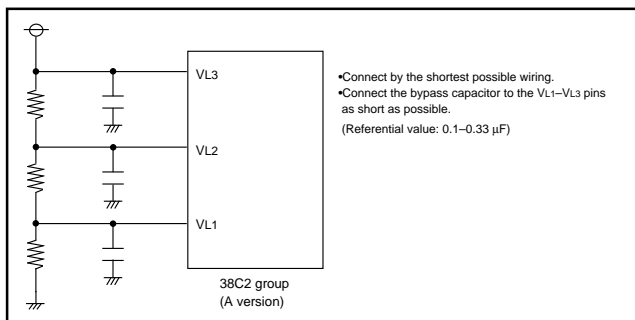 VL3
VL2
VL1
38C2 group
(A version)
•Connect by the shortest possible wiring.
•Connect the bypass capacitor to the VL1–VL3 pins
as short as possible.
(Referential value: 0.1–0.33 μF)